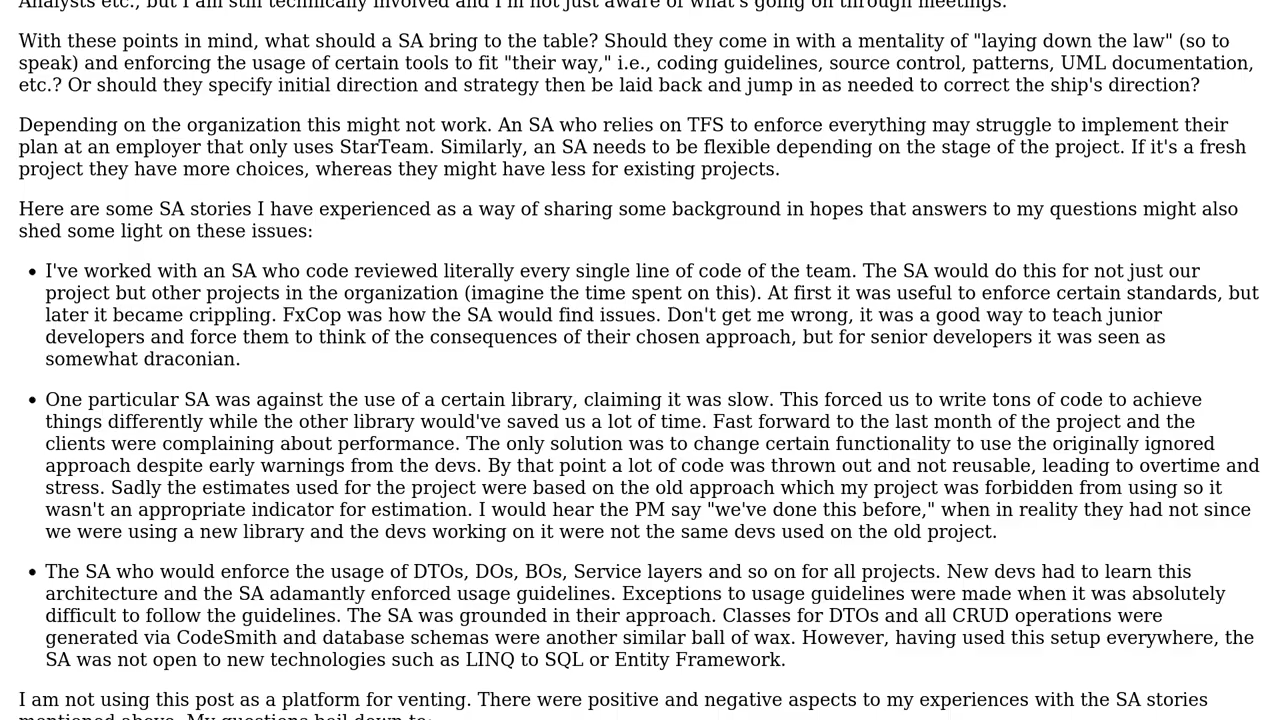 Analysts etc., but I am still technically involved and I'm not just aware of what's going on through meetings.
With these points in mind, what should a SA bring to the table? Should they come in with a mentality of "laying down the law" (so to
speak) and enforcing the usage of certain tools to fit "their way," i.e., coding guidelines, source control, patterns, UML documentation,
etc.? Or should they specify initial direction and strategy then be laid back and jump in as needed to correct the ship's direction?
Depending on the organization this might not work. An SA who relies on TFS to enforce everything may struggle to implement their
plan at an employer that only uses StarTeam. Similarly, an SA needs to be flexible depending on the stage of the project. If it's a fresh
project they have more choices, whereas they might have less for existing projects.
Here are some SA stories I have experienced as a way of sharing some background in hopes that answers to my questions might also
shed some light on these issues:
• I've worked with an SA who code reviewed literally every single line of code of the team. The SA would do this for not just our
project but other projects in the organization (imagine the time spent on this). At first it was useful to enforce certain standards, but
later it became crippling. FxCop was how the SA would find issues. Don't get me wrong, it was a good way to teach junior
developers and force them to think of the consequences of their chosen approach, but for senior developers it was seen as
somewhat draconian.
• One particular SA was against the use of a certain library, claiming it was slow. This forced us to write tons of code to achieve
things differently while the other library would've saved us a lot of time. Fast forward to the last month of the project and the
clients were complaining about performance. The only solution was to change certain functionality to use the originally ignored
approach despite early warnings from the devs. By that point a lot of code was thrown out and not reusable, leading to overtime and
stress. Sadly the estimates used for the project were based on the old approach which my project was forbidden from using so it
wasn't an appropriate indicator for estimation. I would hear the PM say "we've done this before," when in reality they had not since
we were using a new library and the devs working on it were not the same devs used on the old project.
• The SA who would enforce the usage of DTOs, DOs, BOs, Service layers and so on for all projects. New devs had to learn this
architecture and the SA adamantly enforced usage guidelines. Exceptions to usage guidelines were made when it was absolutely
difficult to follow the guidelines. The SA was grounded in their approach. Classes for DTOs and all CRUD operations were
generated via CodeSmith and database schemas were another similar ball of wax. However, having used this setup everywhere, the
SA was not open to new technologies such as LINQ to SQL or Entity Framework.
I am not using this post as a platform for venting. There were positive and negative aspects to my experiences with the SA stories
mentioned above. My questions boil down to: